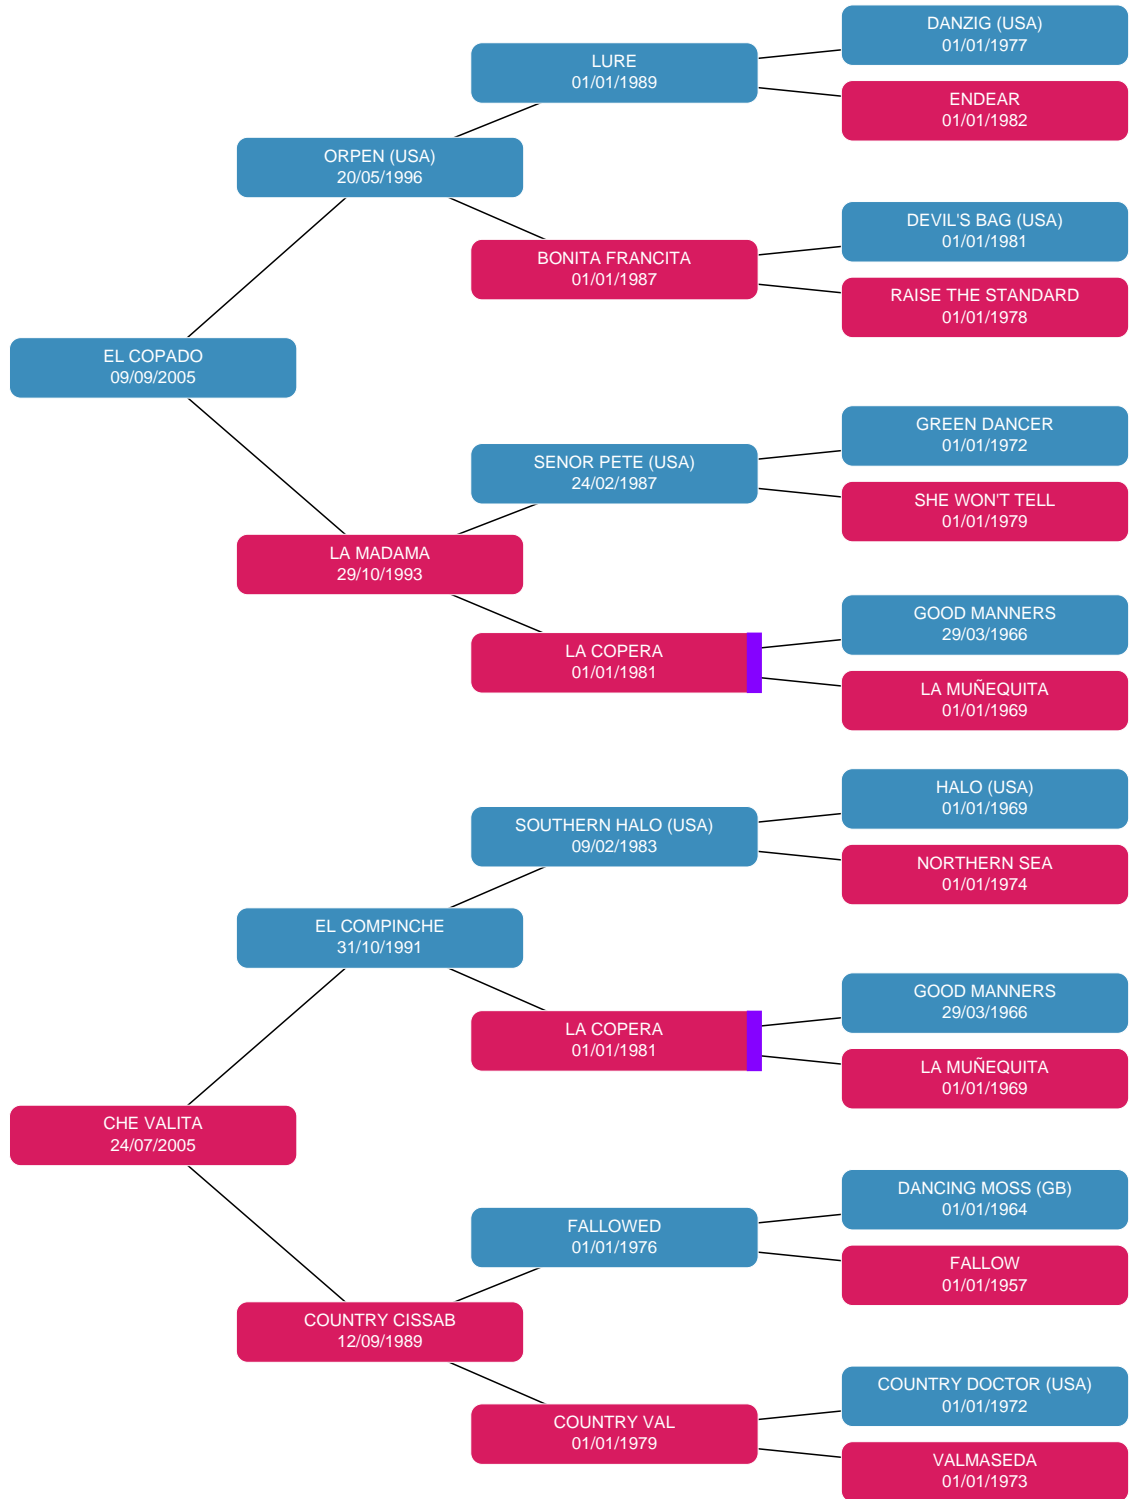 DANZIG (USA)
01/01/1977
LURE
01/01/1989
ENDEAR
01/01/1982
ORPEN (USA)
20/05/1996
DEVIL'S BAG (USA)
01/01/1981
BONITA FRANCITA
01/01/1987
RAISE THE STANDARD
01/01/1978
EL COPADO
09/09/2005
GREEN DANCER
01/01/1972
SENOR PETE (USA)
24/02/1987
SHE WON'T TELL
01/01/1979
LA MADAMA
29/10/1993
GOOD MANNERS
29/03/1966
LA COPERA
01/01/1981
LA MUÑEQUITA
01/01/1969
HALO (USA)
01/01/1969
SOUTHERN HALO (USA)
09/02/1983
NORTHERN SEA
01/01/1974
EL COMPINCHE
31/10/1991
GOOD MANNERS
29/03/1966
LA COPERA
01/01/1981
LA MUÑEQUITA
01/01/1969
CHE VALITA
24/07/2005
DANCING MOSS (GB)
01/01/1964
FALLOWED
01/01/1976
FALLOW
01/01/1957
COUNTRY CISSAB
12/09/1989
COUNTRY DOCTOR (USA)
01/01/1972
COUNTRY VAL
01/01/1979
VALMASEDA
01/01/1973